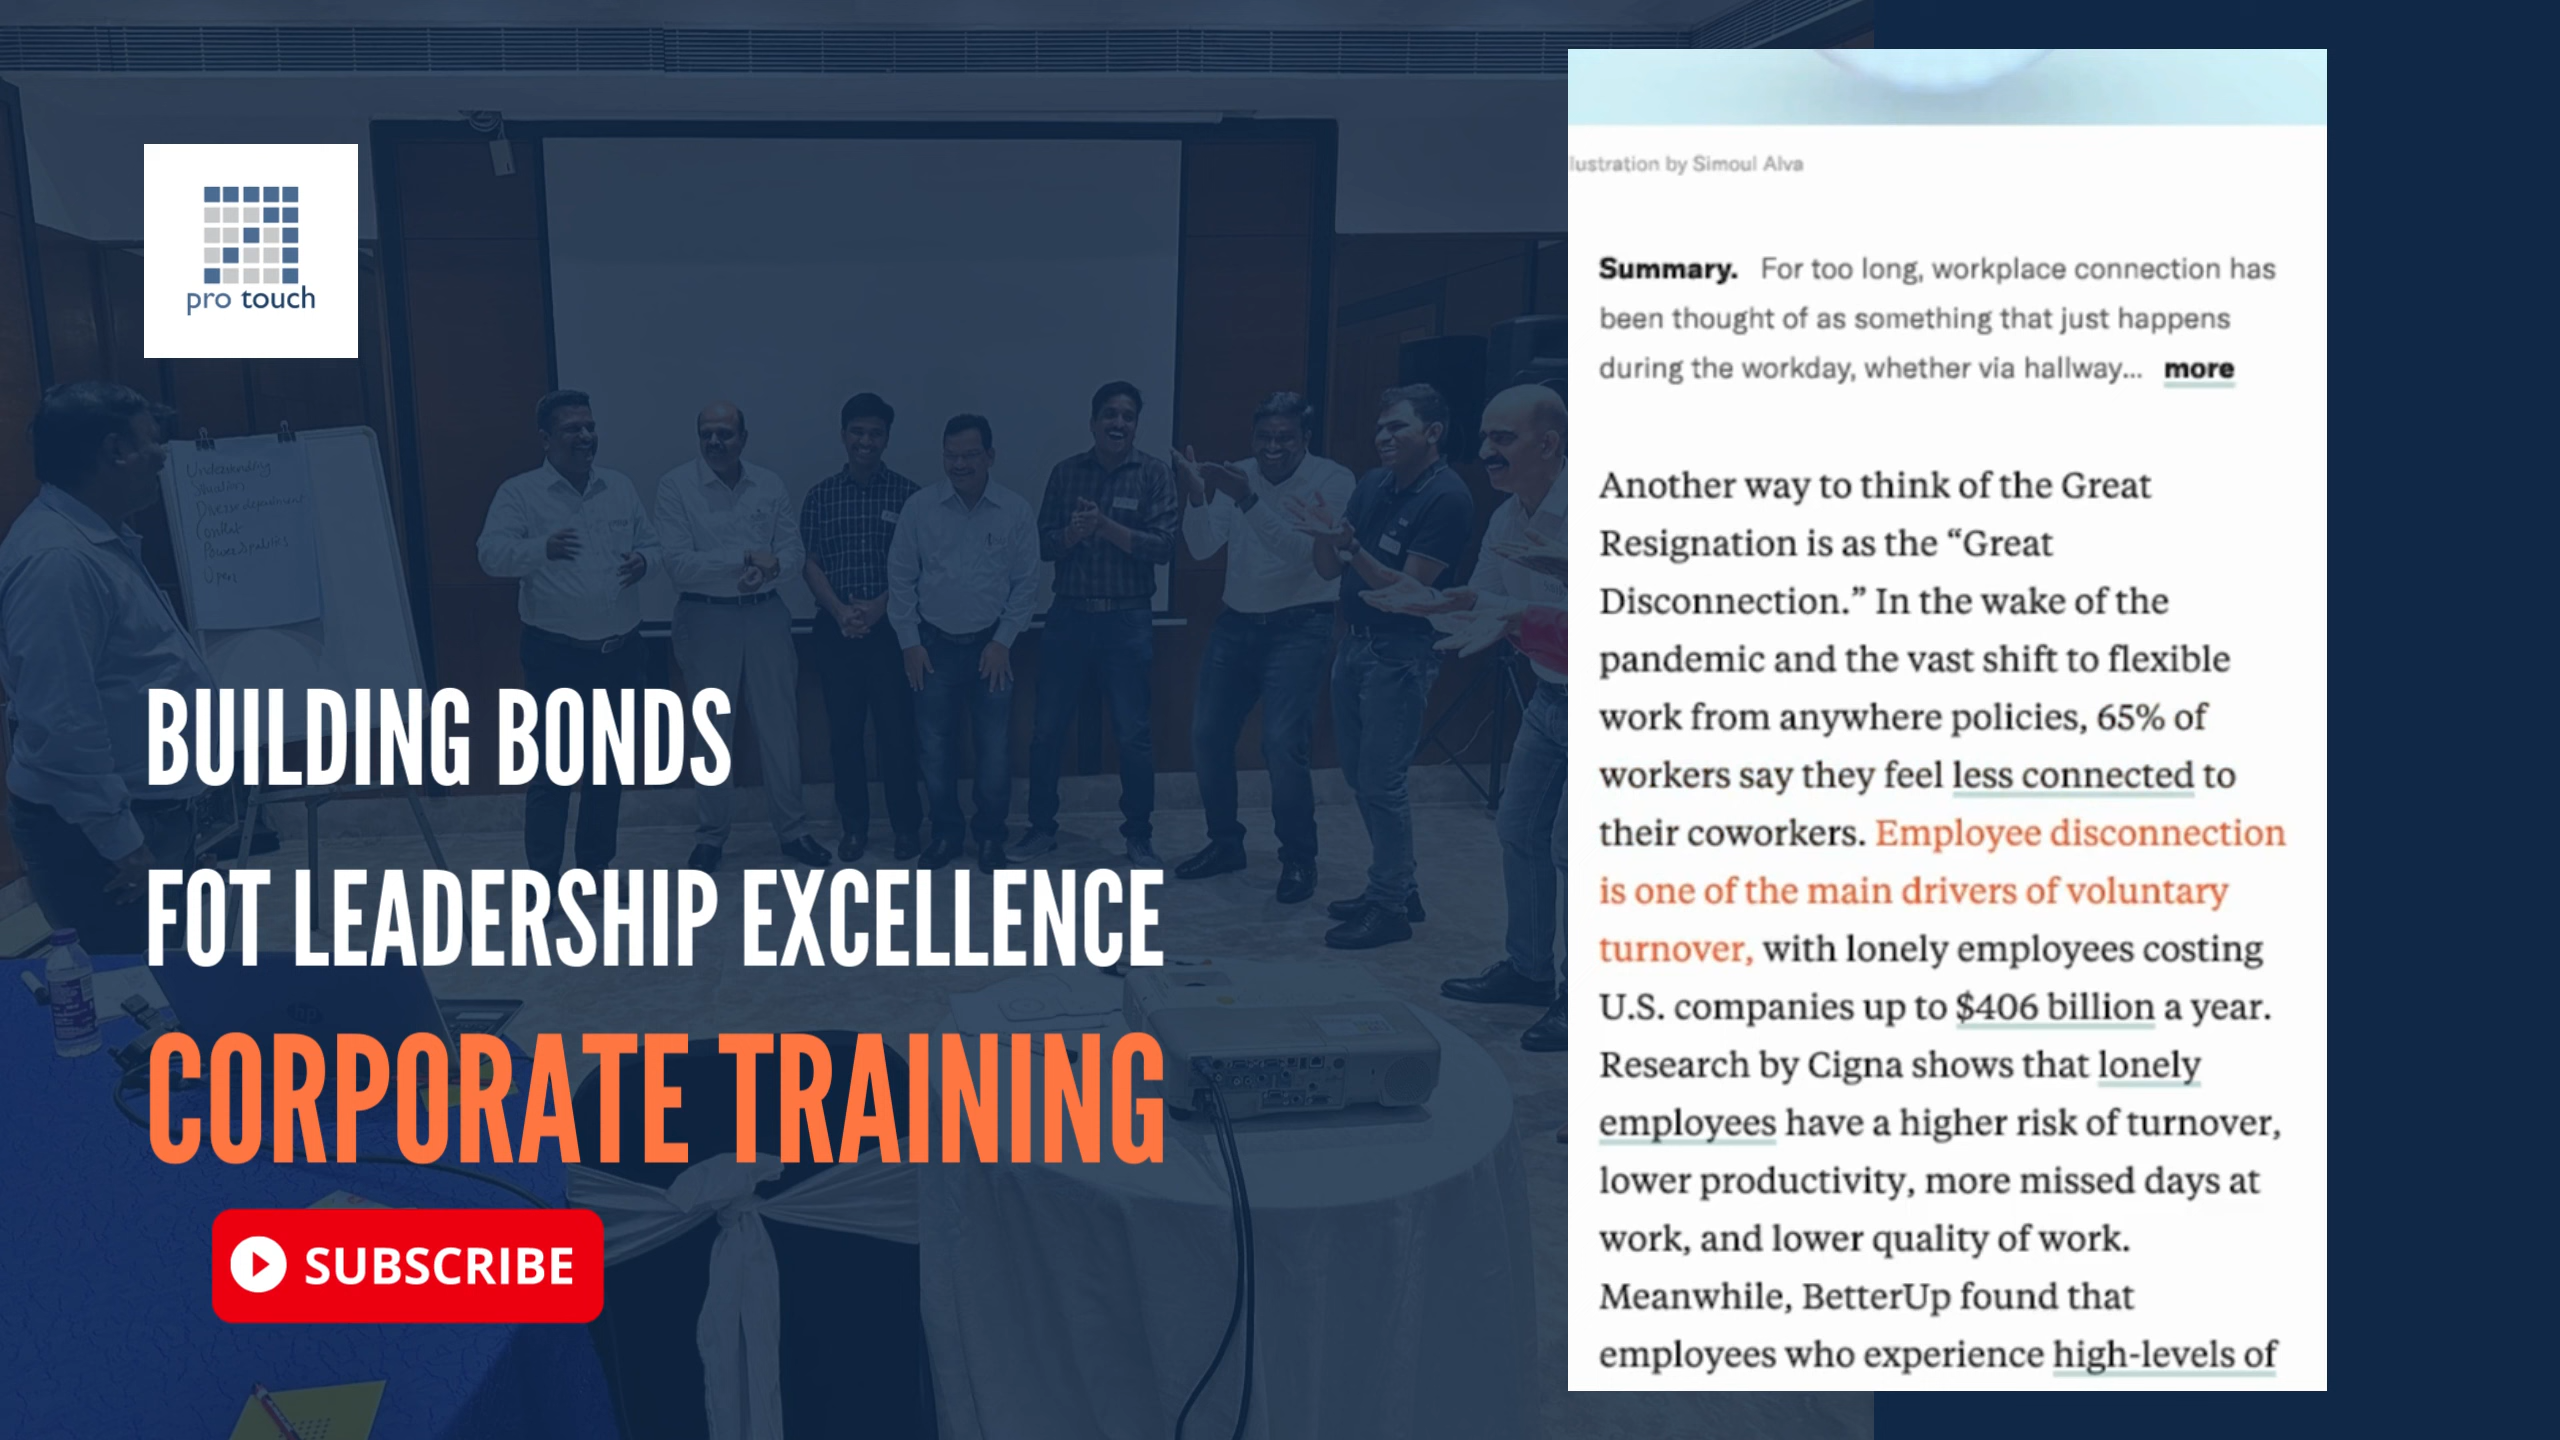 pro touch
Understanding
Conflict
Power & politics
BUILDING BONDS
FOT LEADERSHIP EXCELLENCE
CORPORATE TRAINING
SUBSCRIBE
lustration by Simoul Alva
Summary. For too long, workplace connection has
been thought of as something that just happens
during the workday, whether via hallway... more
Another way to think of the Great
Resignation is as the “Great
Disconnection.” In the wake of the
pandemic and the vast shift to flexible
work from anywhere policies, 65% of
workers say they feel less connected to
their coworkers. Employee disconnection
is one of the main drivers of voluntary
turnover, with lonely employees costing
U.S. companies up to $406 billion a year.
Research by Cigna shows that lonely
employees have a higher risk of turnover,
lower productivity, more missed days at
work, and lower quality of work.
Meanwhile, BetterUp found that
employees who experience high-levels of